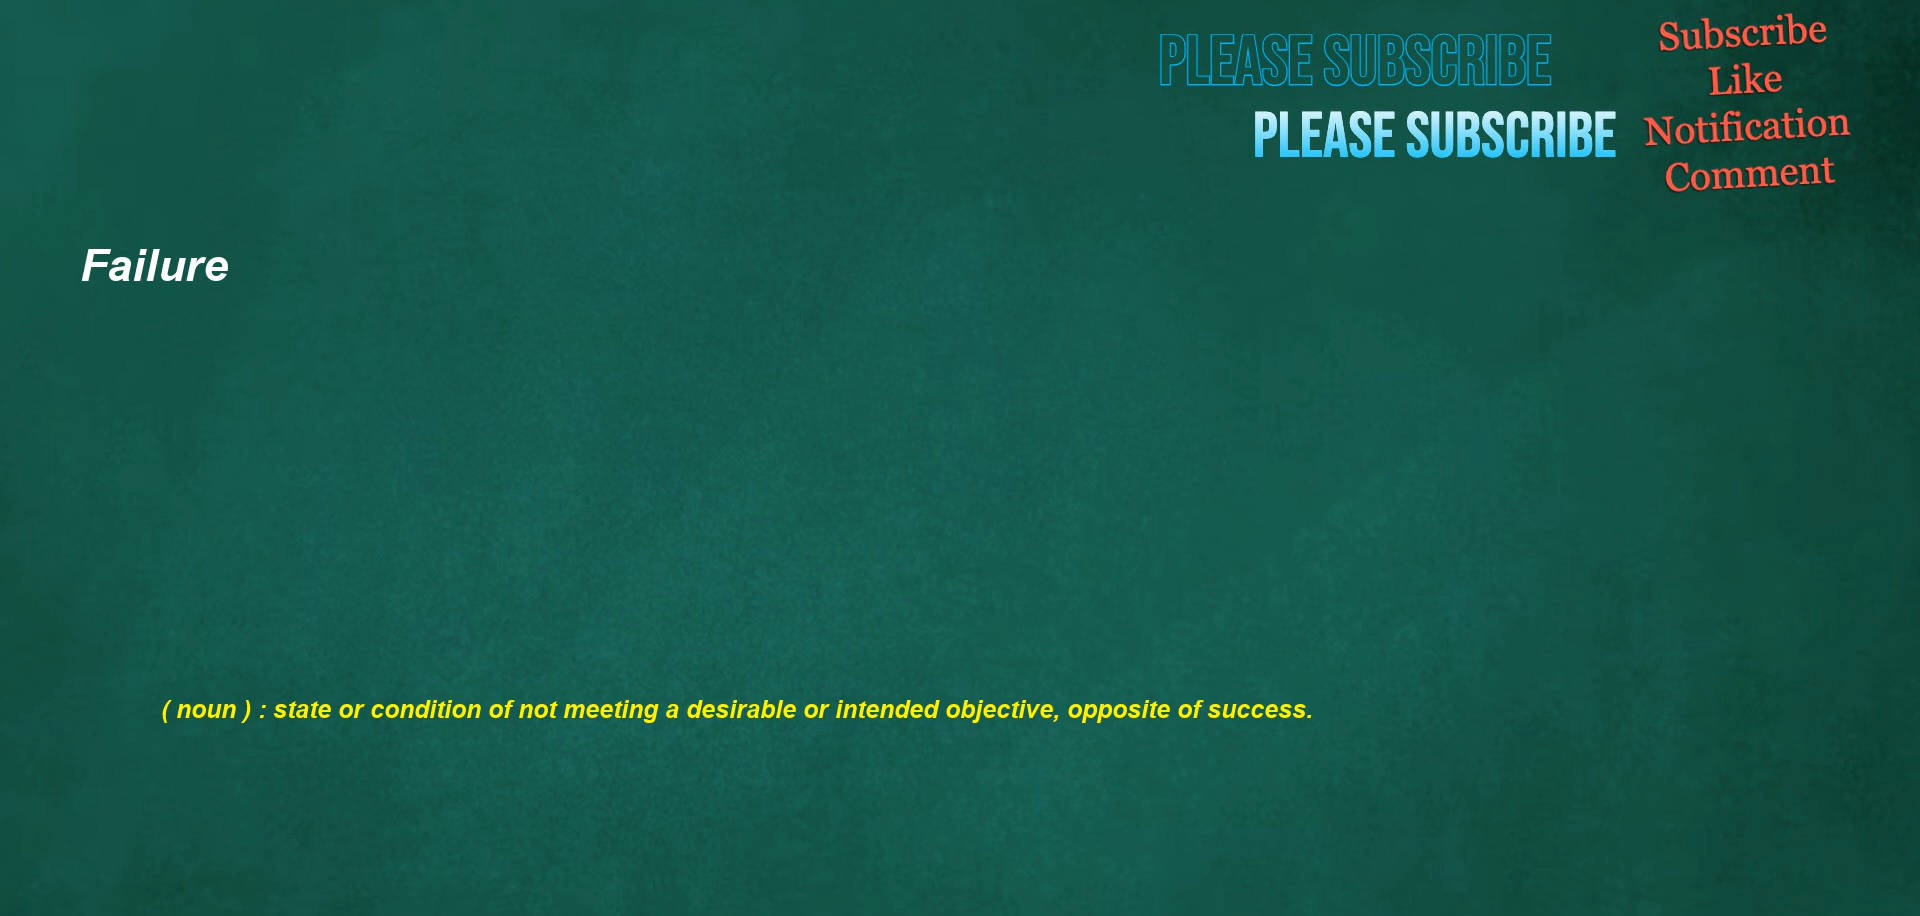 PLEASE SUBSCRIBE
PLEASE SUBSCRIBE
Subscribe
Like
Notification
Comment
Failure
( noun ) : state or condition of not meeting a desirable or intended objective, opposite of success.